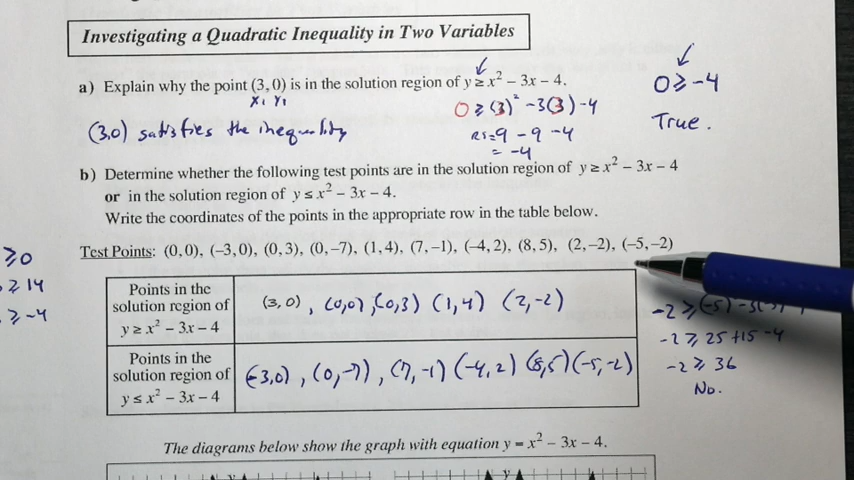 Investigating a Quadratic Inequality in Two Variables
a) Explain why the point (3, 0) is in the solution region of y ≥ x² − 3x − 4.
x₁ y₁
0 ≥ (3)² − 3(3) − 4
0 ≥ −4
(3,0) satisfies the inequality
RS = 9 − 9 − 4
= −4
True.
b) Determine whether the following test points are in the solution region of y ≥ x² − 3x − 4
or in the solution region of y ≤ x² − 3x − 4.
Write the coordinates of the points in the appropriate row in the table below.
Test Points: (0, 0), (−3, 0), (0, 3), (0, −7), (1, 4), (7, −1), (−4, 2), (8, 5), (2, −2), (−5, −2)
≥ 0
≥ 14
≥ −4
Points in the
solution region of
y ≥ x² − 3x − 4
(3, 0) , (0,0) , (0,3) (1,4) (2,−2)
Points in the
solution region of
y ≤ x² − 3x − 4
(−3,0) , (0,−7) , (7,−1) (−4,2) (8,5) (−5,−2)
−2 ≥ 25 + 15 − 4
−2 ≥ 36
No.
The diagrams below show the graph with equation y = x² − 3x − 4.
y